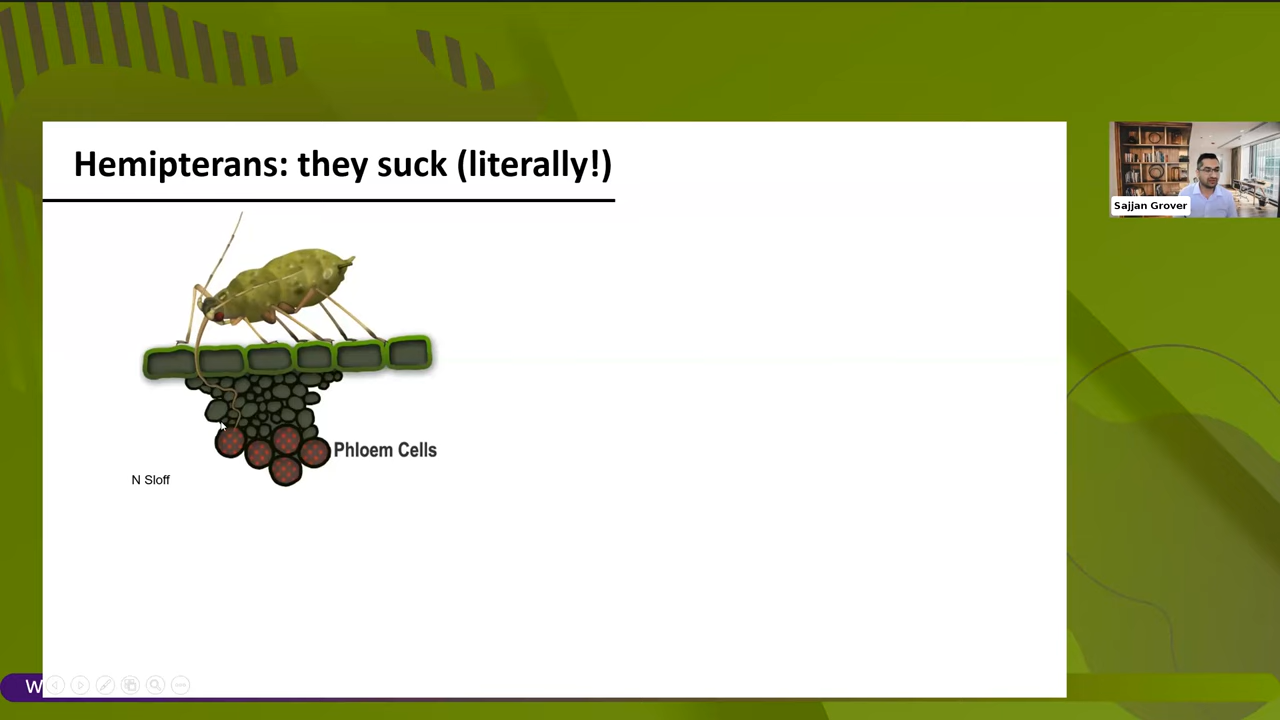 Hemipterans: they suck (literally!)
Sajjan Grover
Phloem Cells
N Sloff
W